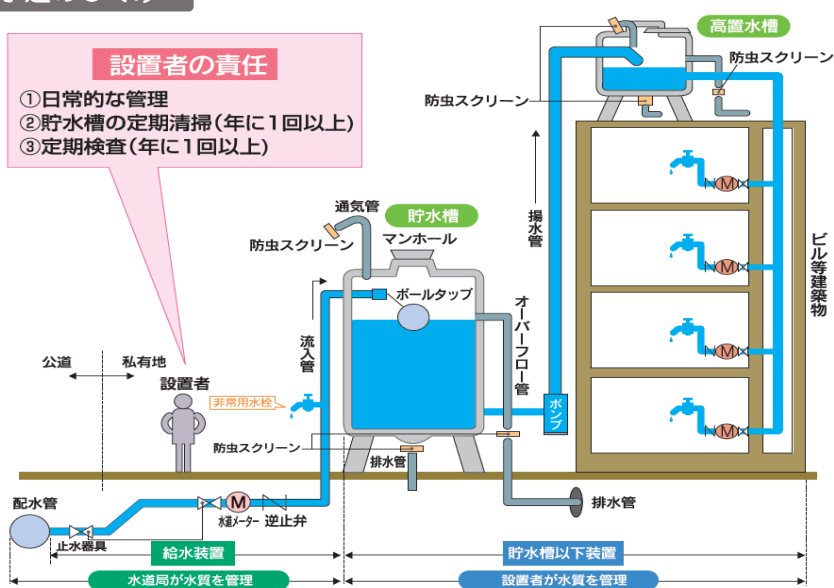 設置者の責任
①日常的な管理
②貯水槽の定期清掃(年に1回以上)
③定期検査(年に1回以上)
高置水槽
防虫スクリーン
防虫スクリーン
通気管
貯水槽
防虫スクリーン
マンホール
揚水管
ビル等建築物
ボールタップ
オーバーフロー管
流入管
公道
私有地
設置者
非常用水栓
ポンプ
防虫スクリーン
排水管
M
M
M
M
配水管
M
水道メーター
逆止弁
排水管
止水器具
給水装置
貯水槽以下装置
水道局が水質を管理
設置者が水質を管理